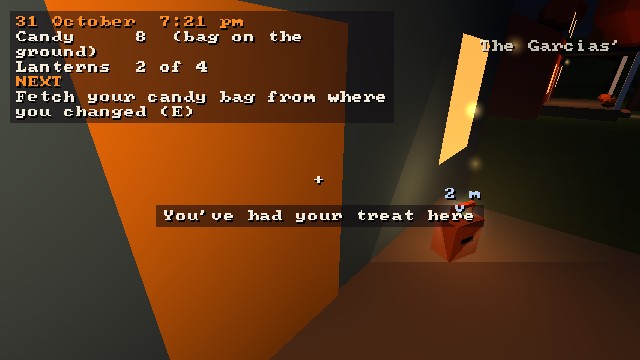 31 October  7:21 pm
Candy     8  (bag on the
ground)
Lanterns  2 of 4
NEXT
Fetch your candy bag from where
you changed (E)
The Garcias'
2 m
You've had your treat here